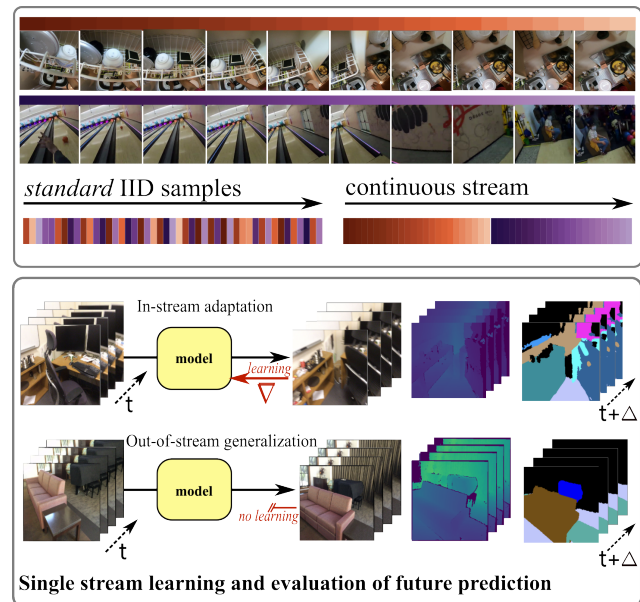 standard IID samples
continuous stream
In-stream adaptation
model
learning
∇
t
t+Δ
Out-of-stream generalization
model
no learning
t
t+Δ
Single stream learning and evaluation of future prediction